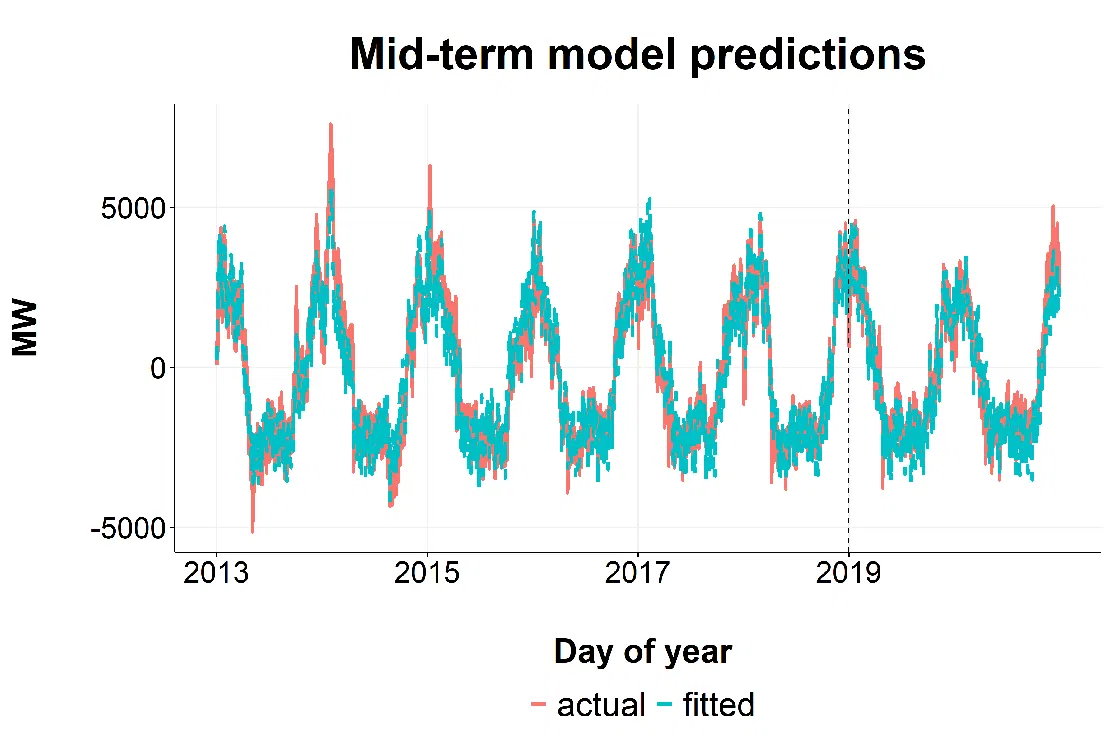 Mid-term model predictions
MW
5000
0
-5000
2013 2015 2017 2019
Day of year
actual fitted